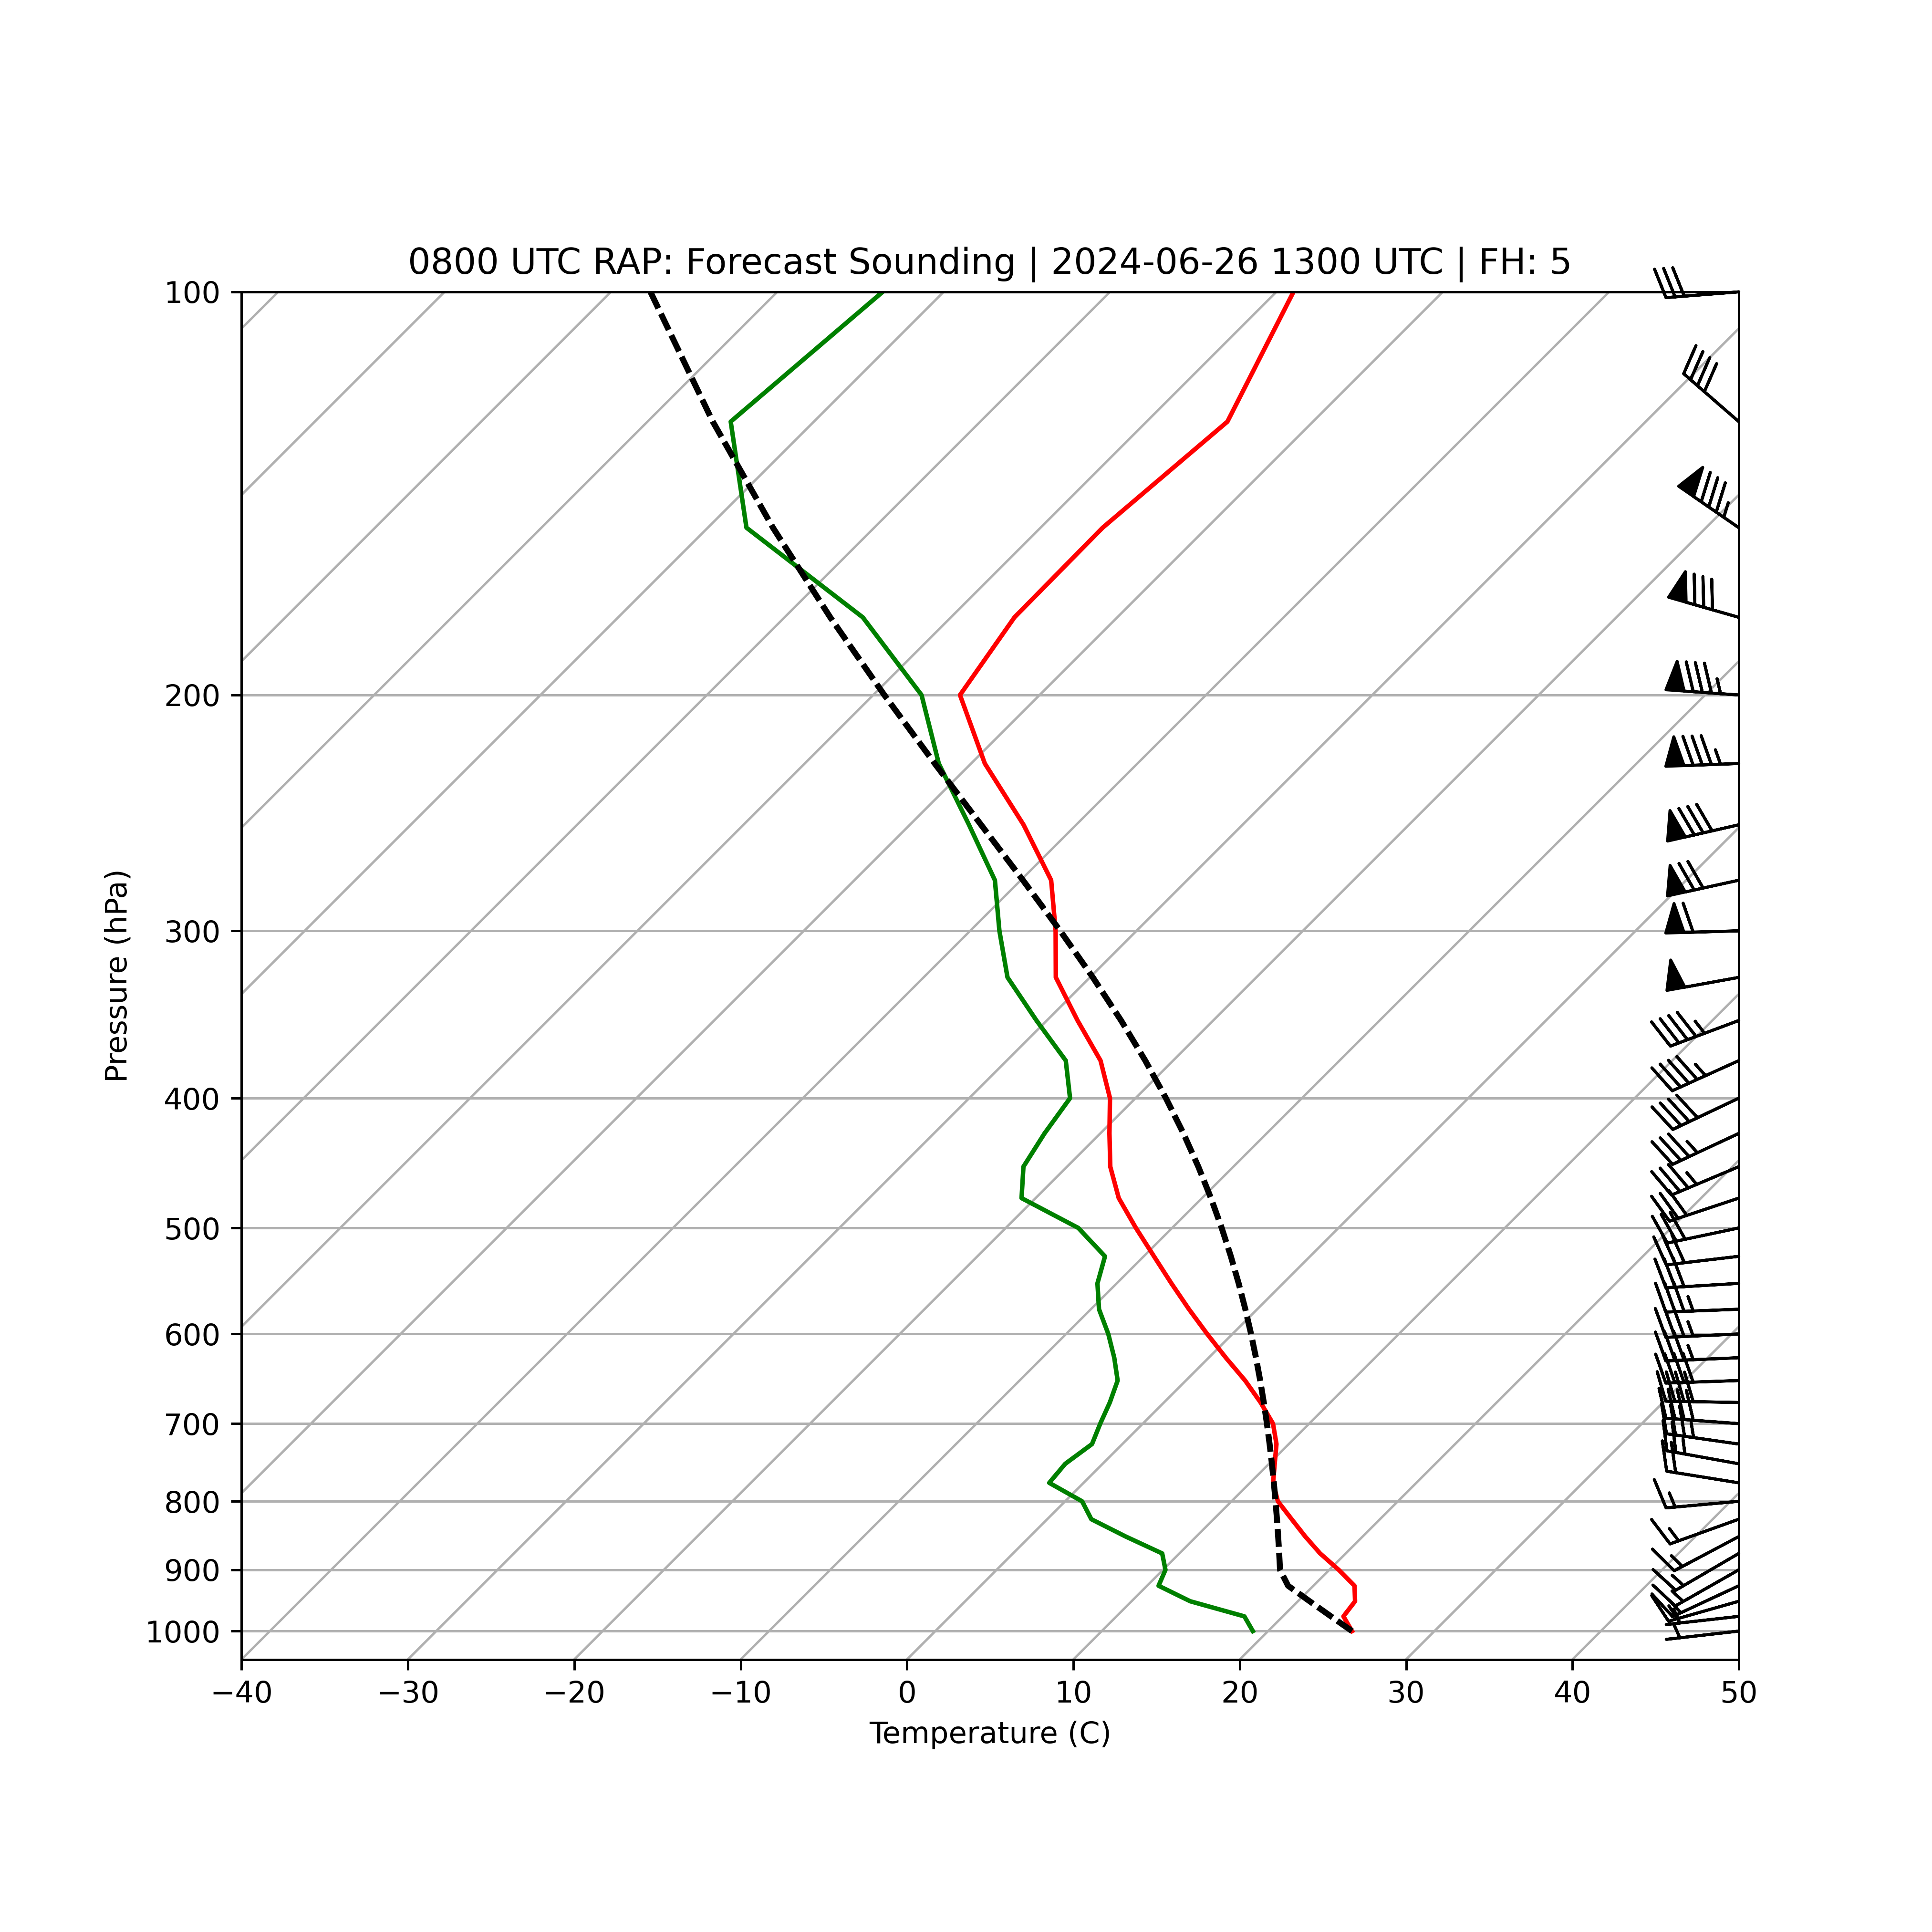 0800 UTC RAP: Forecast Sounding | 2024-06-26 1300 UTC | FH: 5
100
200
300
400
500
600
700
800
900
1000
Pressure (hPa)
−40 −30 −20 −10 0 10 20 30 40 50
Temperature (C)